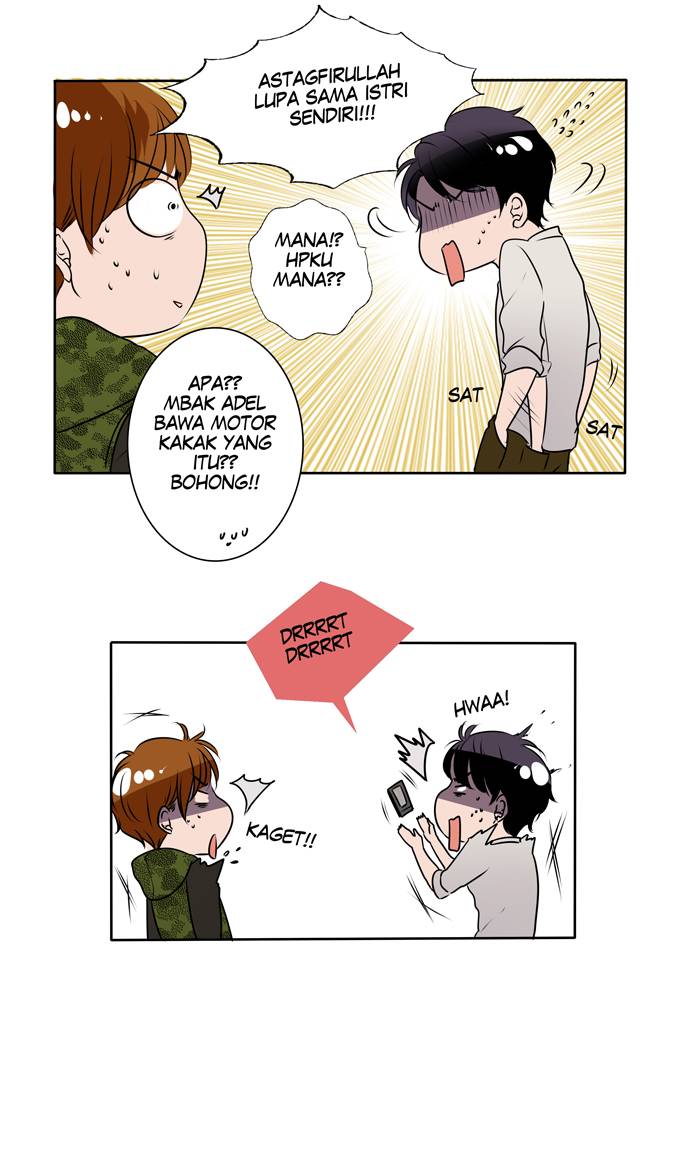 ASTAGFIRULLAH
LUPA SAMA ISTRI
SENDIRI!!!
MANA!?
HPKU
MANA??
APA??
MBAK ADEL
BAWA MOTOR
KAKAK YANG
ITU??
BOHONG!!
SAT
SAT
DRRRRT
DRRRRT
HWAA!
KAGET!!